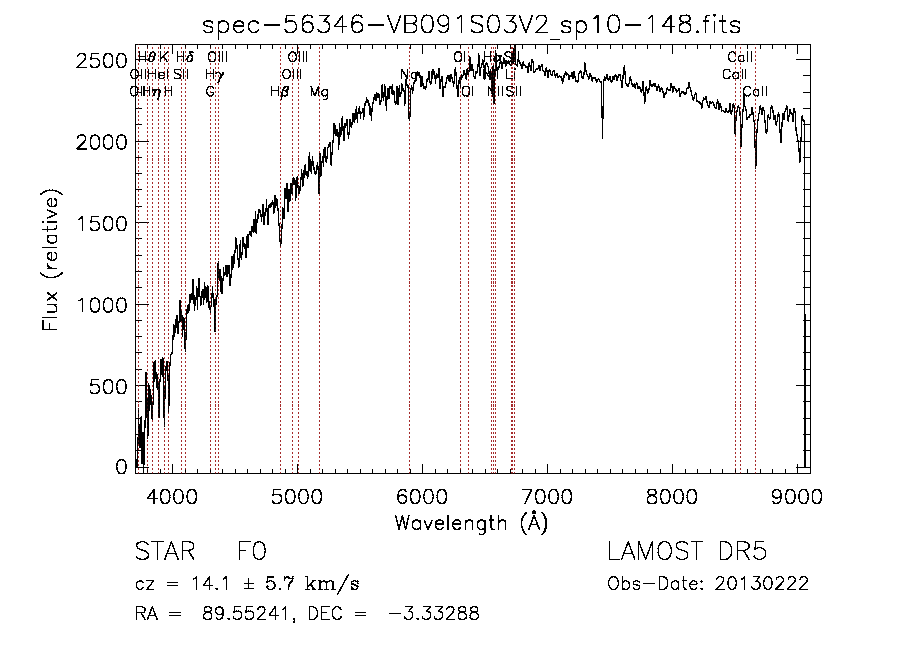 spec-56346-VB091S03V2_sp10-148.fits
Hθ K Hδ OIII OIII OI Hα SII CaII
OII HeI SII Hγ OIII Na N Li CaII
OII Hη H G Hβ Mg OI NII SII CaII
2500
2000
1500
1000
500
0
Flux (relative)
4000 5000 6000 7000 8000 9000
Wavelength (Å)
STAR F0 LAMOST DR5
cz = 14.1 ± 5.7 km/s Obs-Date: 20130222
RA = 89.55241, DEC = -3.33288